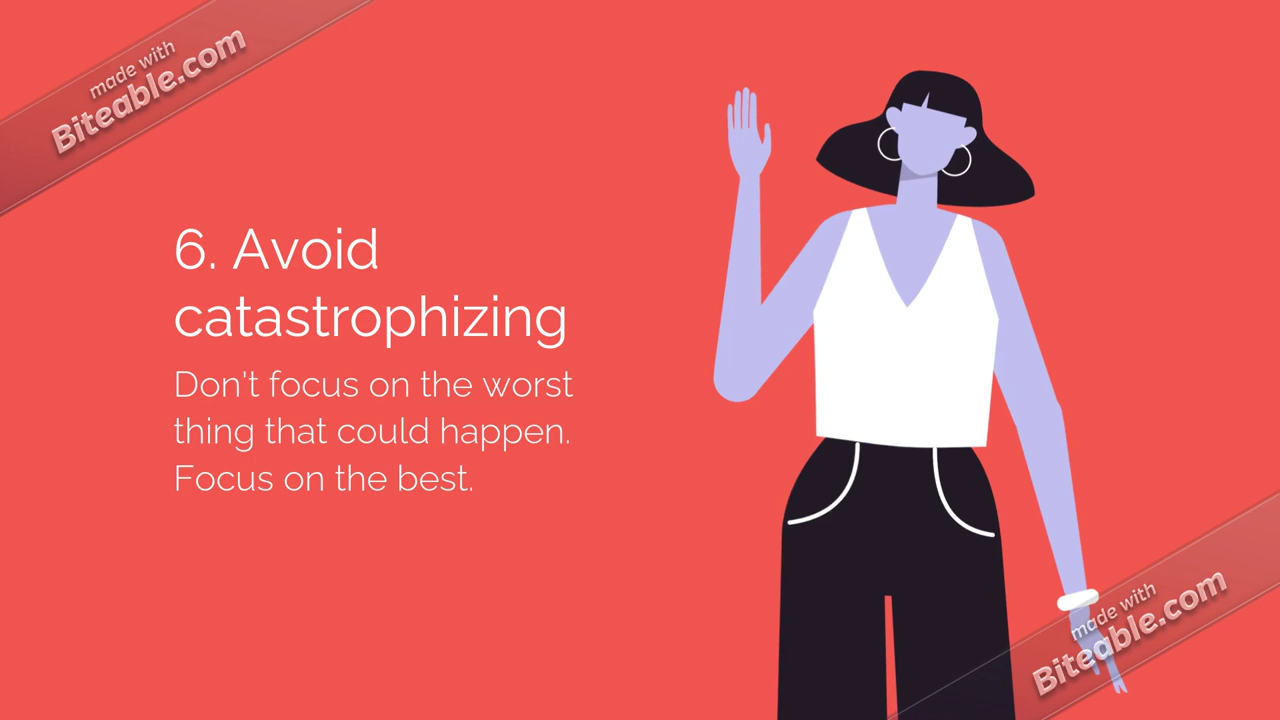 made with
Biteable.com
6. Avoid
catastrophizing
Don't focus on the worst
thing that could happen.
Focus on the best.
made with
Biteable.com